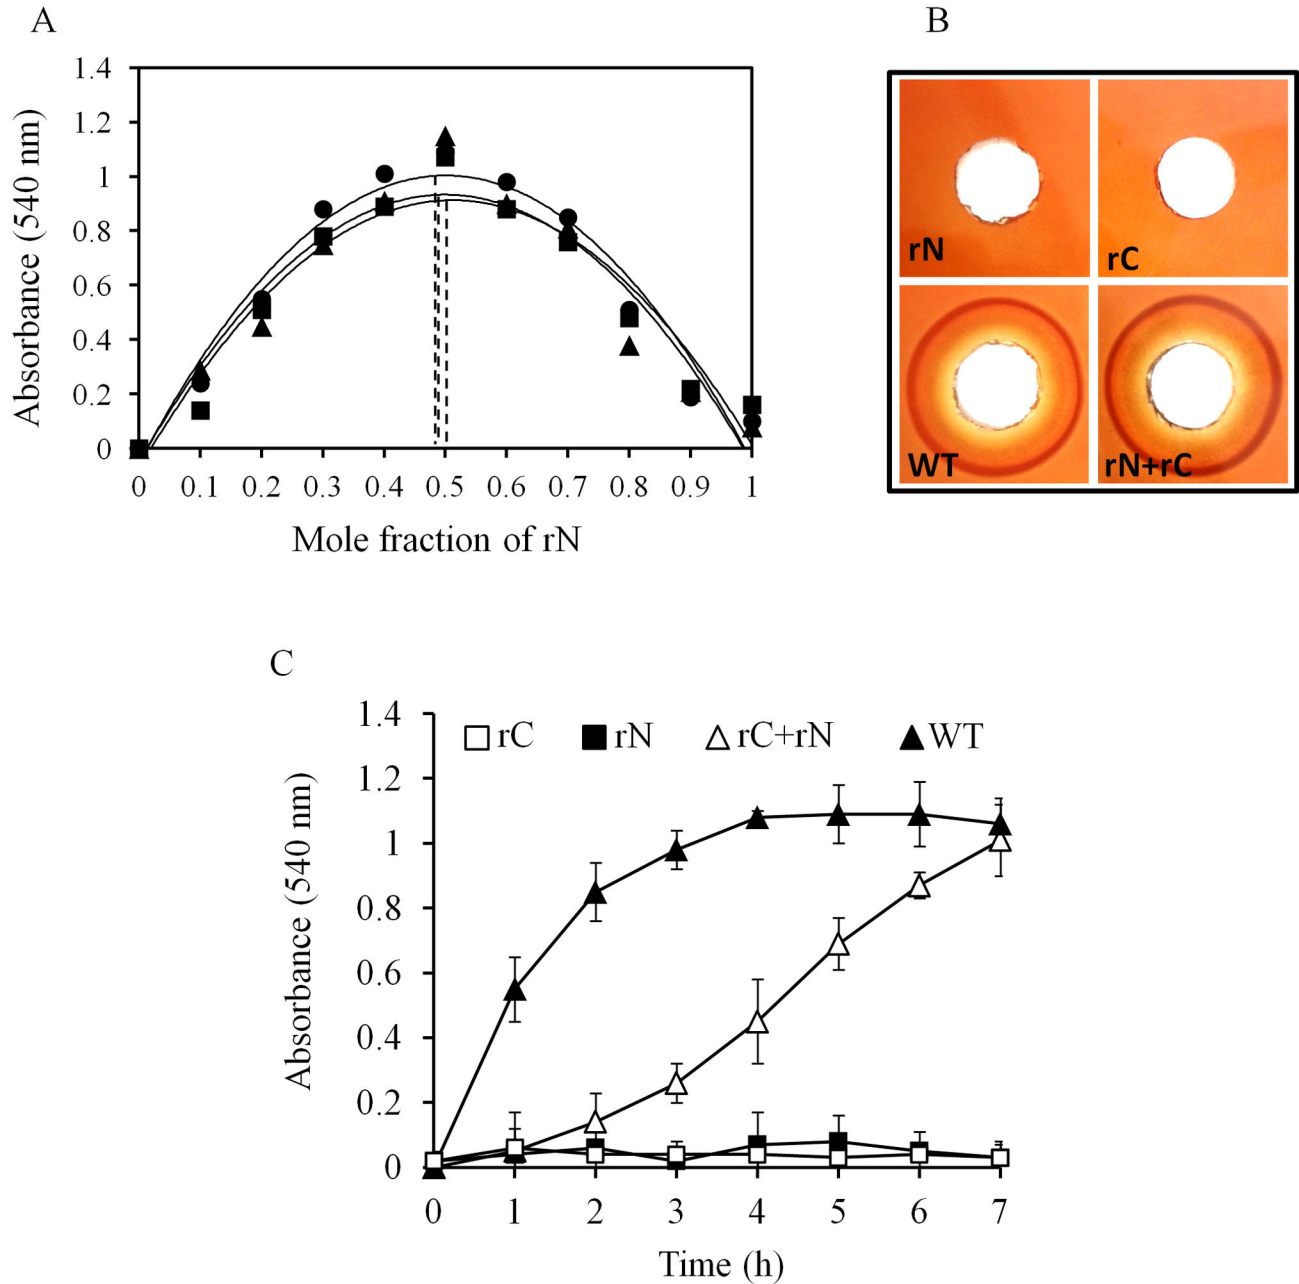 A
Absorbance (540 nm)
1.4
1.2
1
0.8
0.6
0.4
0.2
0
0 0.1 0.2 0.3 0.4 0.5 0.6 0.7 0.8 0.9 1
Mole fraction of rN
B
rN rC
WT rN+rC
C
Absorbance (540 nm)
rC rN rC+rN WT
1.4
1.2
1
0.8
0.6
0.4
0.2
0
0 1 2 3 4 5 6 7
Time (h)